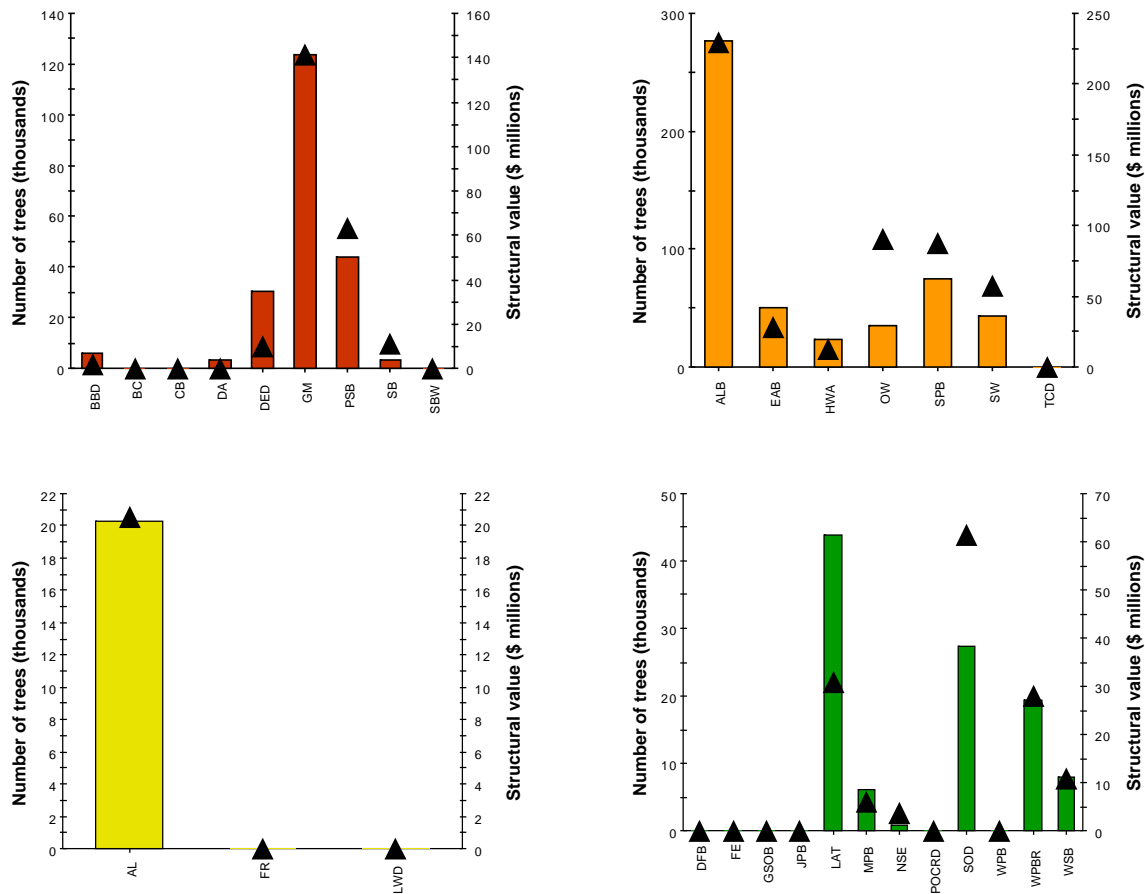 Number of trees (thousands)
140
120
100
80
60
40
20
0
160
140
120
100
80
60
40
20
0
Structural value ($ millions)
BBD
BC
CB
DA
DED
GM
PSB
SB
SBW
Number of trees (thousands)
300
200
100
0
250
200
150
100
50
0
Structural value ($ millions)
ALB
EAB
HWA
OW
SPB
SW
TCD
Number of trees (thousands)
22
20
18
16
14
12
10
8
6
4
2
0
22
20
18
16
14
12
10
8
6
4
2
0
Structural value ($ millions)
AL
FR
LWD
Number of trees (thousands)
50
40
30
20
10
0
70
60
50
40
30
20
10
0
Structural value ($ millions)
DFB
FE
GSOB
JPB
LAT
MPB
NSE
POCRD
SOD
WPB
WPBR
WSB